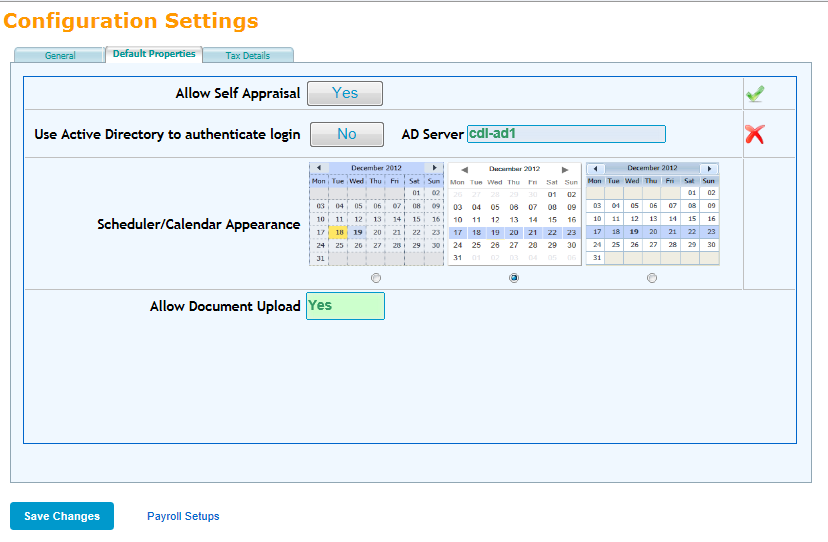 Configuration Settings
General Default Properties Tax Details
Allow Self Appraisal Yes
Use Active Directory to authenticate login No AD Server cdl-ad1
Scheduler/Calendar Appearance
December 2012
Mon Tue Wed Thu Fri Sat Sun
01 02
03 04 05 06 07 08 09
10 11 12 13 14 15 16
17 18 19 20 21 22 23
24 25 26 27 28 29 30
31
December 2012
Mon Tue Wed Thu Fri Sat Sun
26 27 28 29 30 01 02
03 04 05 06 07 08 09
10 11 12 13 14 15 16
17 18 19 20 21 22 23
24 25 26 27 28 29 30
31 01 02 03 04 05 06
December 2012
Mon Tue Wed Thu Fri Sat Sun
01 02
03 04 05 06 07 08 09
10 11 12 13 14 15 16
17 18 19 20 21 22 23
24 25 26 27 28 29 30
31
Allow Document Upload Yes
Save Changes Payroll Setups